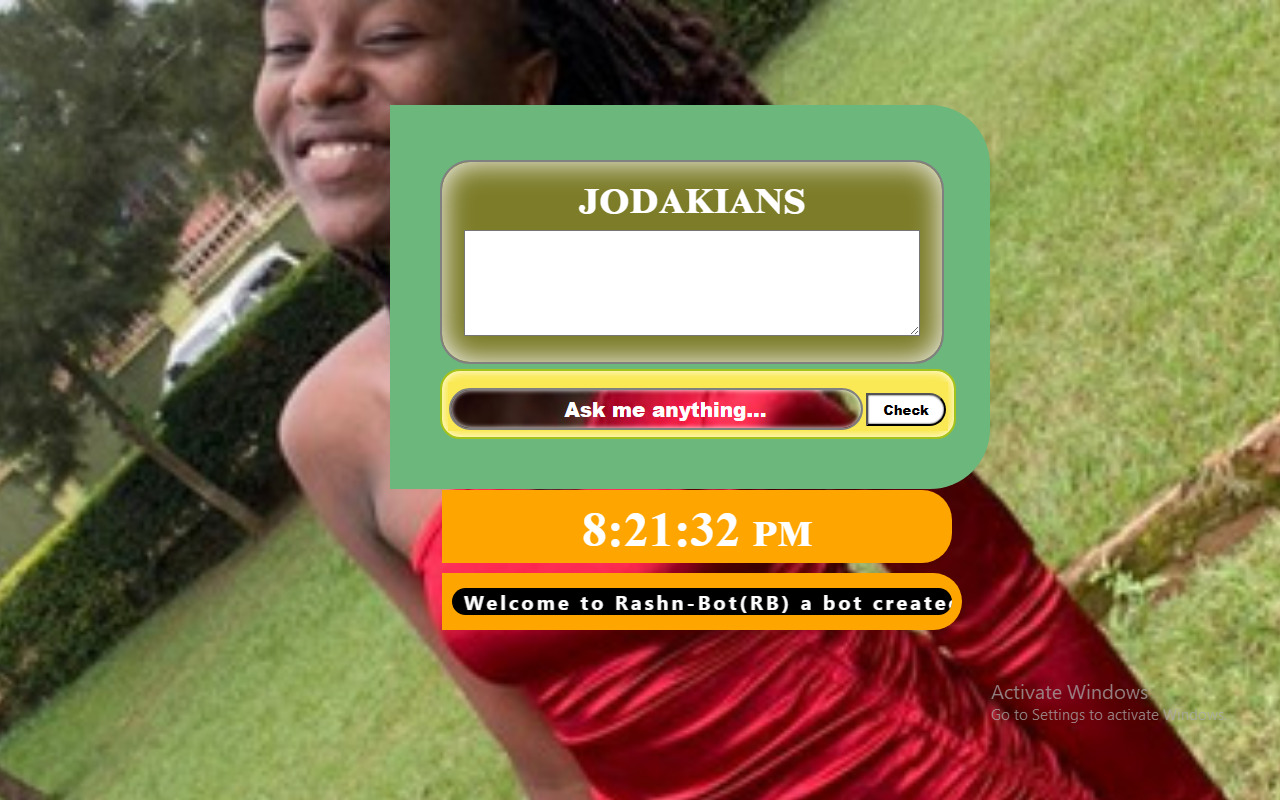 JODAKIANS
Ask me anything...
Check
8:21:32 PM
Welcome to Rashn-Bot(RB) a bot create
Activate Windows
Go to Settings to activate Windows.